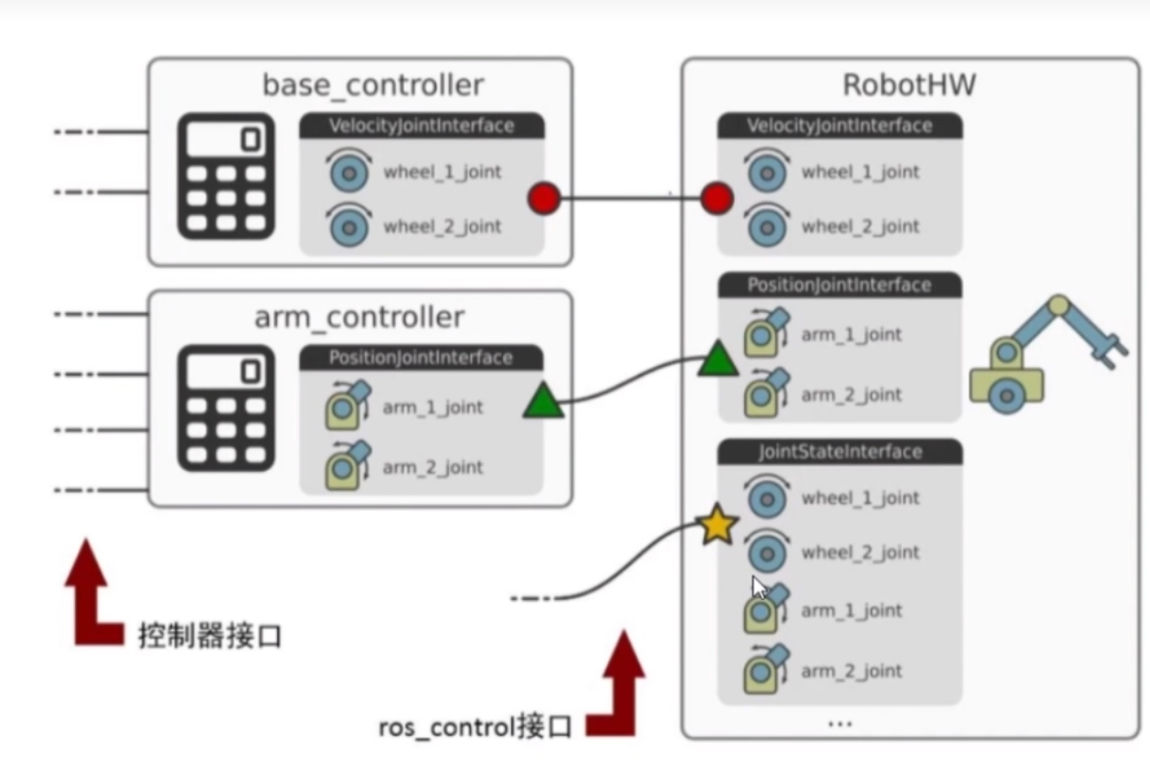 base_controller
0
VelocityJointInterface
wheel_1_joint
wheel_2_joint
arm_controller
0
PositionJointInterface
arm_1_joint
arm_2_joint
控制器接口
ros_control接口
RobotHW
VelocityJointInterface
wheel_1_joint
wheel_2_joint
PositionJointInterface
arm_1_joint
arm_2_joint
JointStateInterface
wheel_1_joint
wheel_2_joint
arm_1_joint
arm_2_joint
...